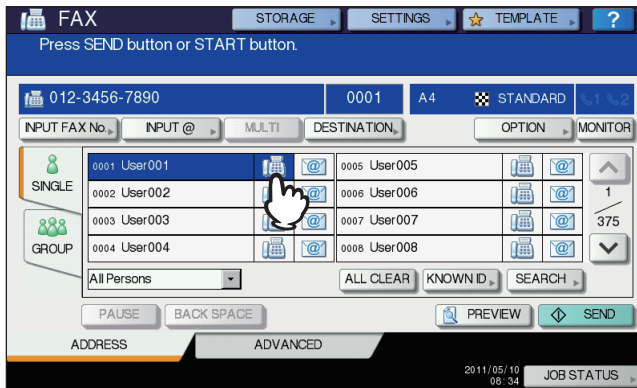 FAX STORAGE SETTINGS TEMPLATE ?
Press SEND button or START button.
012-3456-7890 0001 A4 STANDARD 1 2
INPUT FAX No. INPUT @ MULTI DESTINATION OPTION MONITOR
SINGLE
GROUP
0001 User001 @ 0005 User005 @
0002 User002 @ 0006 User006 @
0003 User003 @ 0007 User007 @
0004 User004 @ 0008 User008 @
1
375
All Persons ALL CLEAR KNOWN ID SEARCH
PAUSE BACK SPACE PREVIEW SEND
ADDRESS ADVANCED
2011/05/10
08:34 JOB STATUS